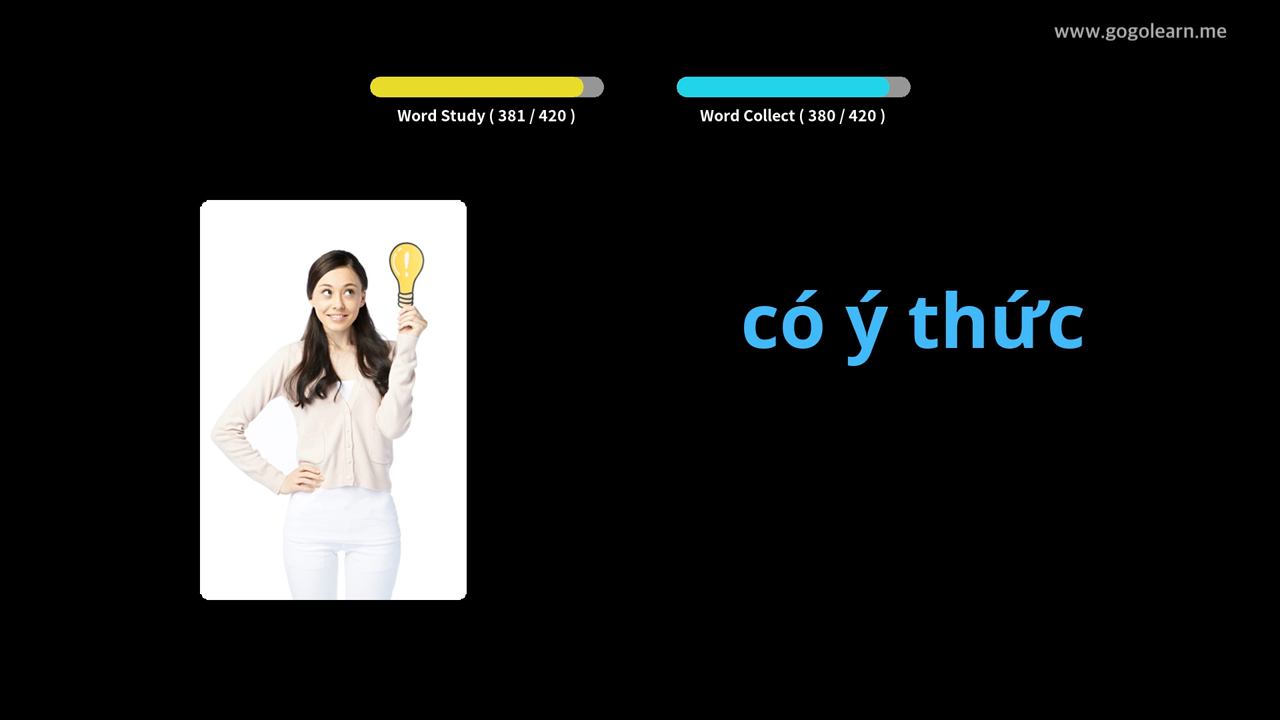 www.gogolearn.me
Word Study ( 381 / 420 )
Word Collect ( 380 / 420 )
!
có ý thức